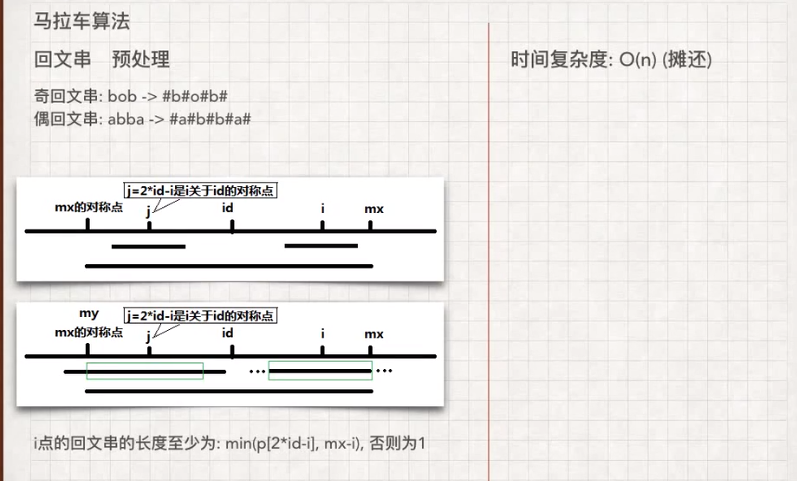 马拉车算法
回文串 预处理
时间复杂度: O(n) (摊还)
奇回文串: bob -> #b#o#b#
偶回文串: abba -> #a#b#b#a#
j=2*id-i是i关于id的对称点
mx的对称点 j id i mx
my
j=2*id-i是i关于id的对称点
mx的对称点 j id i mx
i点的回文串的长度至少为: min(p[2*id-i], mx-i), 否则为1